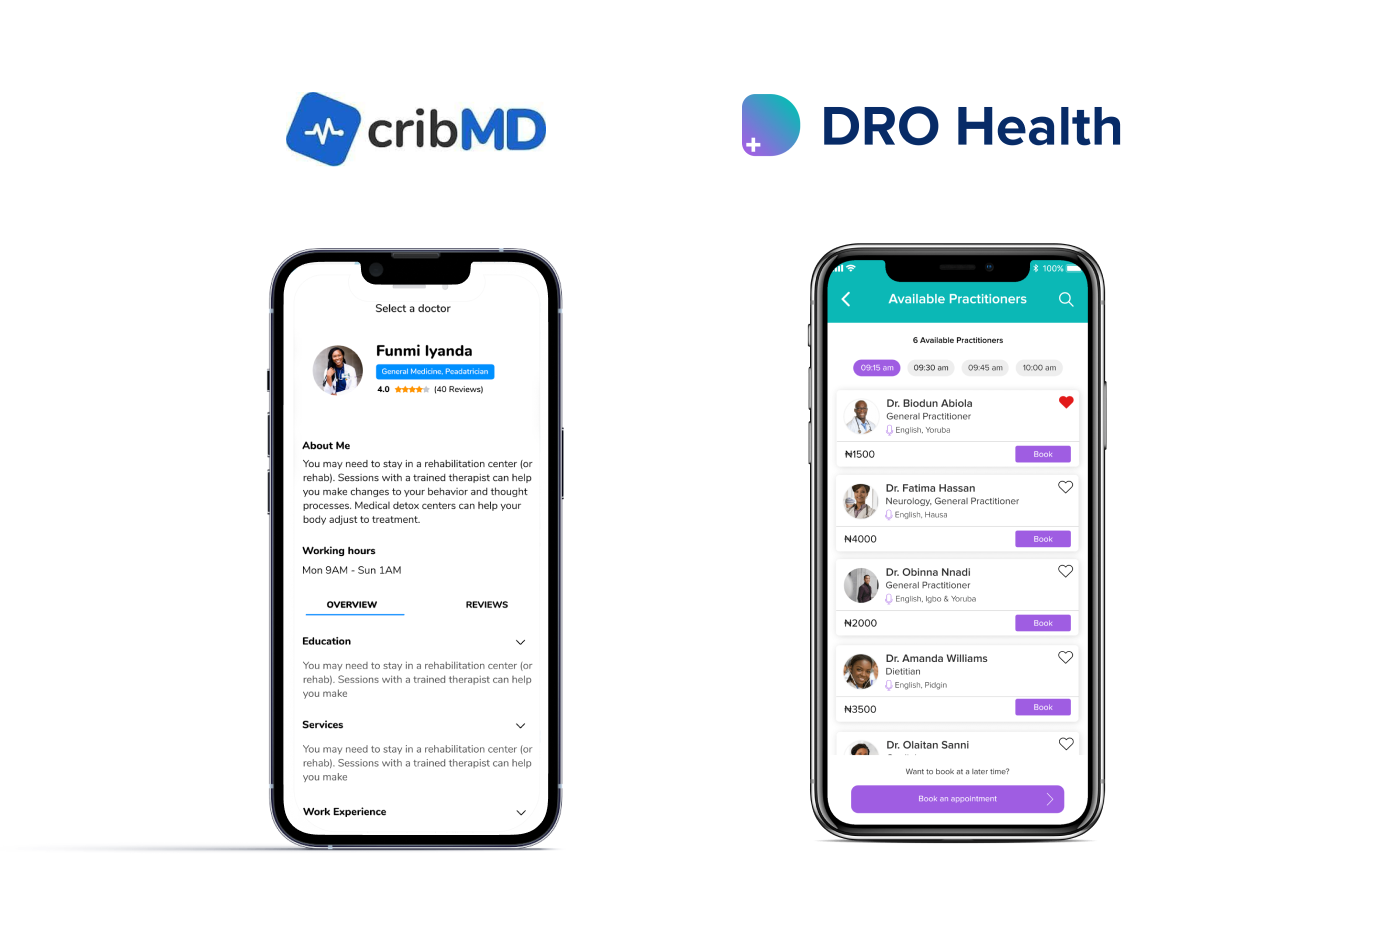 cribMD
DRO Health
Select a doctor
Funmi Iyanda
General Medicine, Peadatrician
4.0 (40 Reviews)
About Me
You may need to stay in a rehabilitation center (or
rehab). Sessions with a trained therapist can help
you make changes to your behavior and thought
processes. Medical detox centers can help your
body adjust to treatment.
Working hours
Mon 9AM - Sun 1AM
OVERVIEW REVIEWS
Education
You may need to stay in a rehabilitation center (or
rehab). Sessions with a trained therapist can help
you make
Services
You may need to stay in a rehabilitation center (or
rehab). Sessions with a trained therapist can help
you make
Work Experience
100%
Available Practitioners
6 Available Practitioners
09:15 am 09:30 am 09:45 am 10:00 am
Dr. Biodun Abiola
General Practitioner
English, Yoruba
₦1500 Book
Dr. Fatima Hassan
Neurology, General Practitioner
English, Hausa
₦4000 Book
Dr. Obinna Nnadi
General Practitioner
English, Igbo & Yoruba
₦2000 Book
Dr. Amanda Williams
Dietitian
English, Pidgin
₦3500 Book
Dr. Olaitan Sanni
Want to book at a later time?
Book an appointment